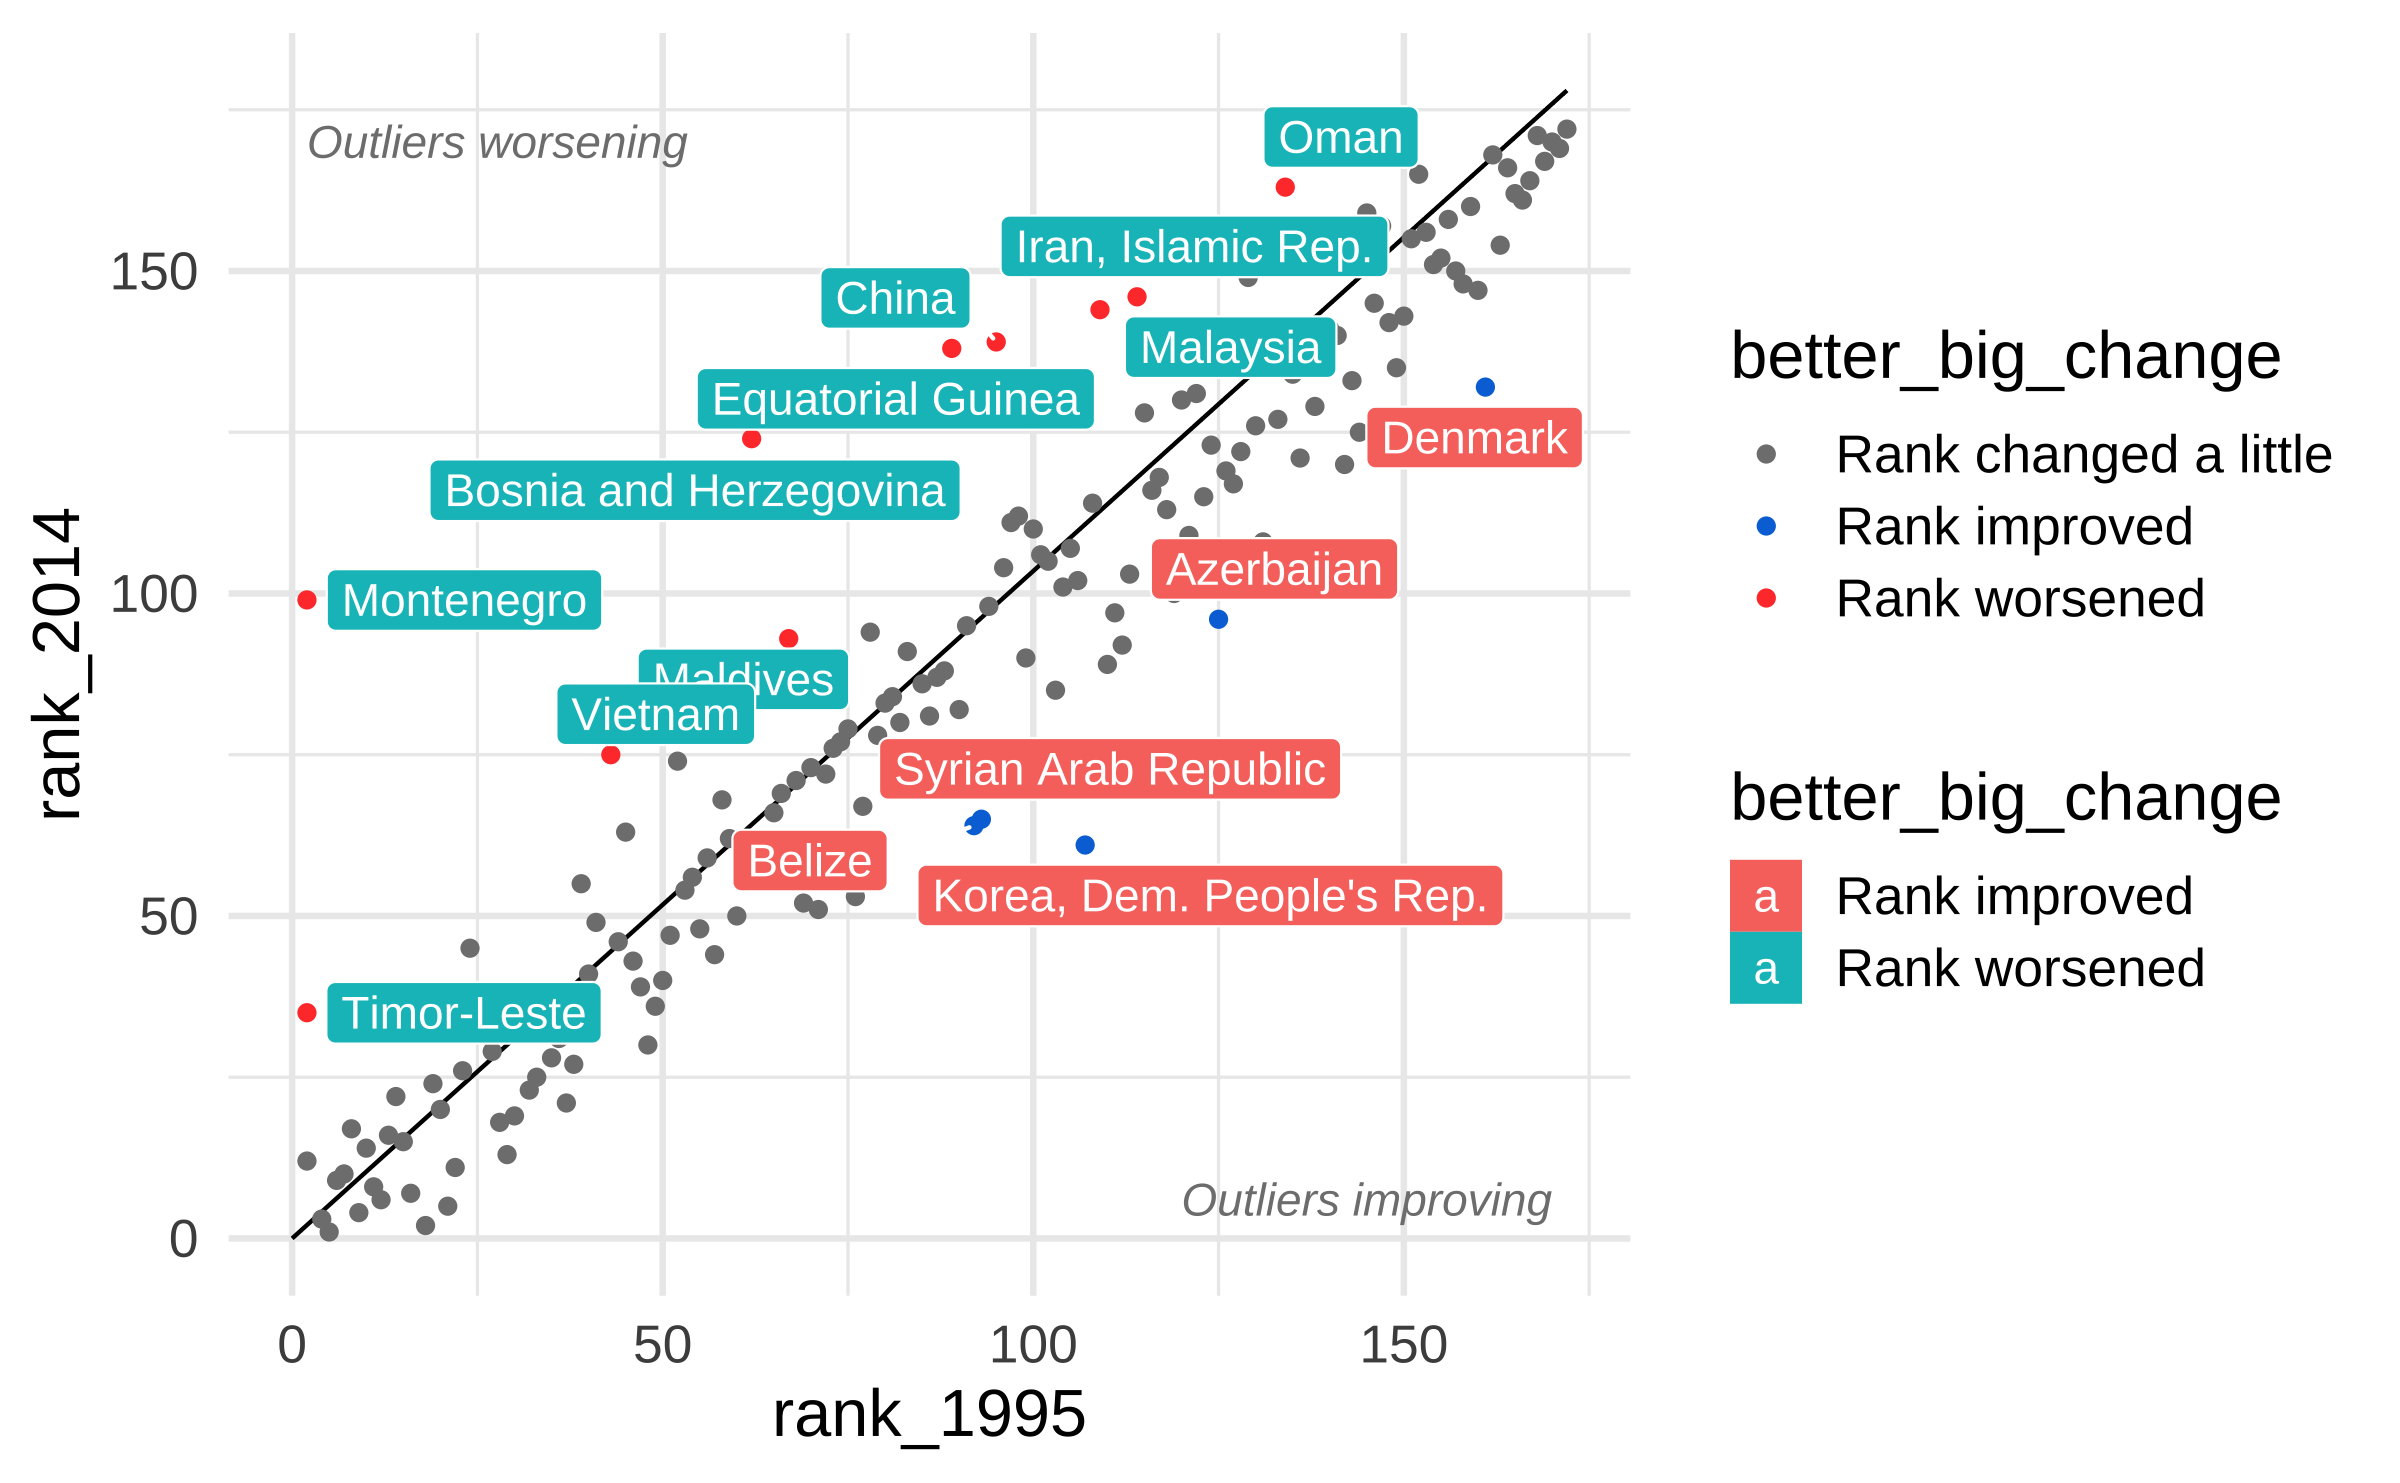 Outliers worsening
Oman
Iran, Islamic Rep.
China
Malaysia
Equatorial Guinea
Denmark
Bosnia and Herzegovina
Azerbaijan
Montenegro
Maldives
Vietnam
Syrian Arab Republic
Belize
Korea, Dem. People's Rep.
Timor-Leste
Outliers improving
150
100
50
0
0
50
100
150
rank_1995
rank_2014
better_big_change
Rank changed a little
Rank improved
Rank worsened
better_big_change
a Rank improved
a Rank worsened